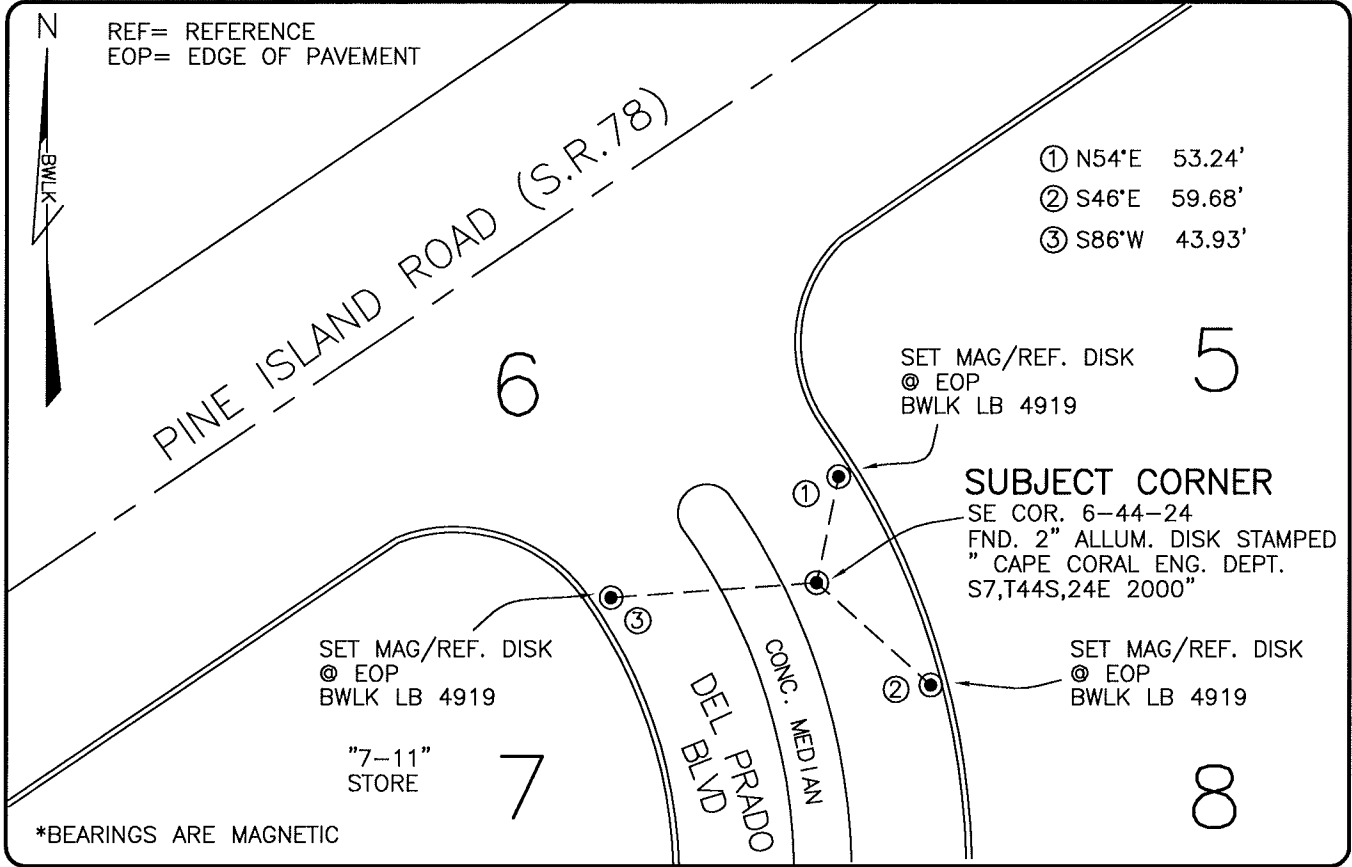 N
BWLK
REF= REFERENCE
EOP= EDGE OF PAVEMENT
PINE ISLAND ROAD (S.R.78)
① N54°E 53.24'
② S46°E 59.68'
③ S86°W 43.93'
6
5
SET MAG/REF. DISK
@ EOP
BWLK LB 4919
①
SUBJECT CORNER
SE COR. 6-44-24
FND. 2" ALLUM. DISK STAMPED
" CAPE CORAL ENG. DEPT.
S7,T44S,24E 2000"
③
SET MAG/REF. DISK
@ EOP
BWLK LB 4919
②
SET MAG/REF. DISK
@ EOP
BWLK LB 4919
CONC. MEDIAN
DEL PRADO
BLVD
"7-11"
STORE
7
8
*BEARINGS ARE MAGNETIC